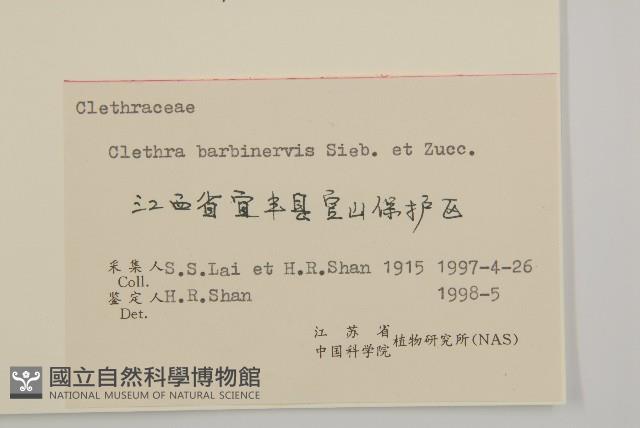 Clethraceae
Clethra barbinervis Sieb. et Zucc.
江西省宜丰县官山保护区
采集人 S.S.Lai et H.R.Shan 1915 1997-4-26
Coll.
鉴定人 H.R.Shan 1998-5
Det.
江苏省
中国科学院 植物研究所(NAS)
國立自然科學博物館
NATIONAL MUSEUM OF NATURAL SCIENCE